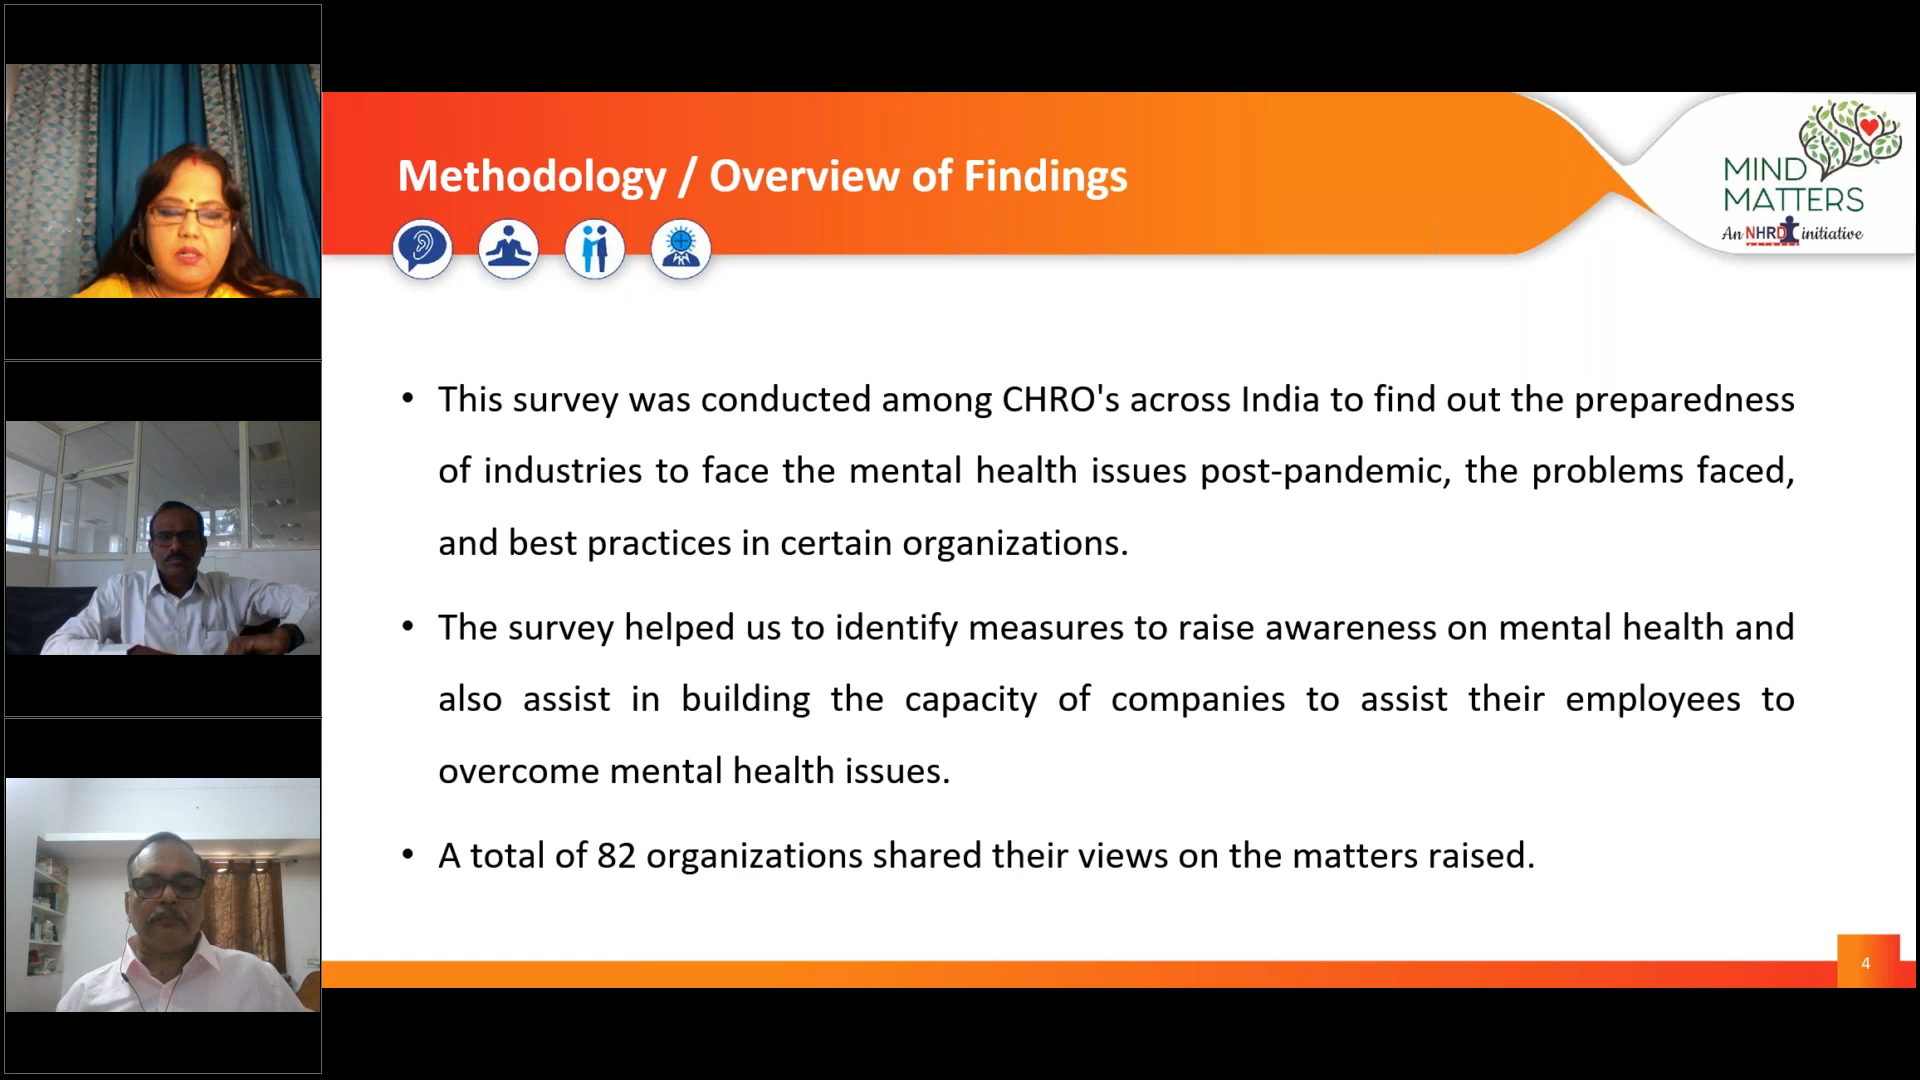 Methodology / Overview of Findings
MIND
MATTERS
An NHRD initiative
• This survey was conducted among CHRO's across India to find out the preparedness
of industries to face the mental health issues post-pandemic, the problems faced,
and best practices in certain organizations.
• The survey helped us to identify measures to raise awareness on mental health and
also assist in building the capacity of companies to assist their employees to
overcome mental health issues.
• A total of 82 organizations shared their views on the matters raised.
4